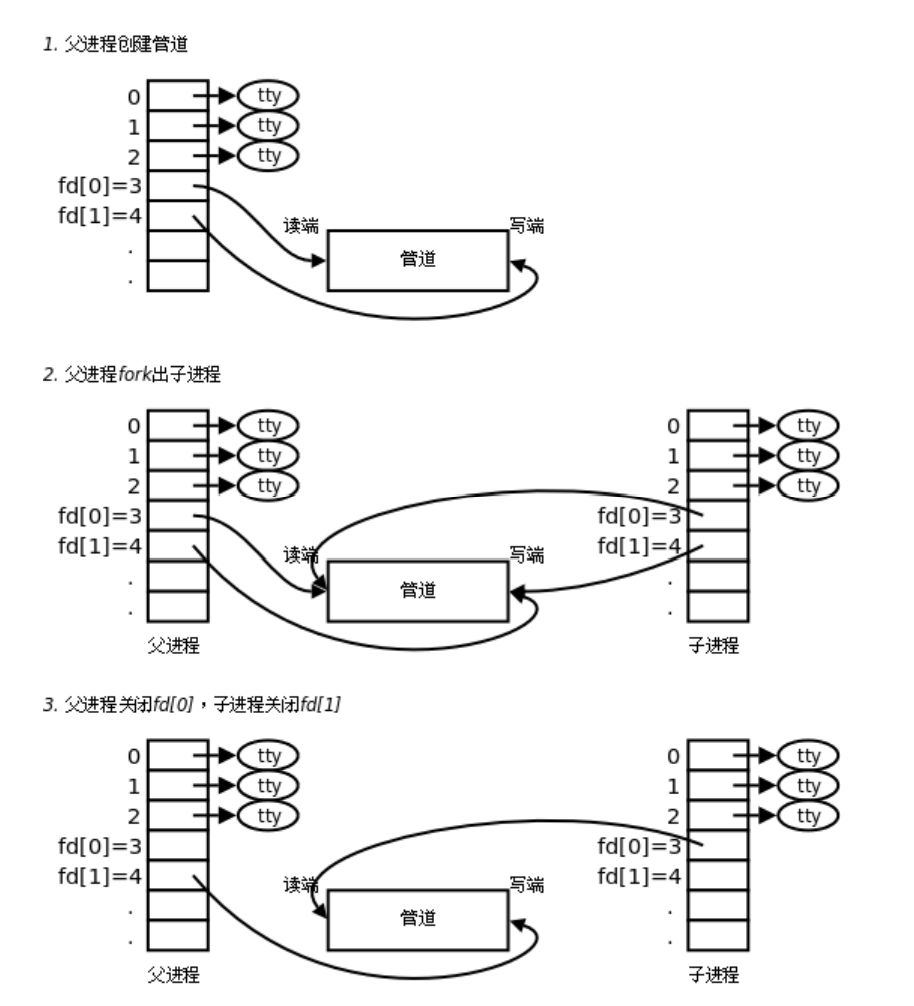 1. 父进程创建管道
0 tty
1 tty
2 tty
fd[0]=3
fd[1]=4 读端 写端
.
管道
.
2. 父进程fork出子进程
0 tty 0 tty
1 tty 1 tty
2 tty 2 tty
fd[0]=3 fd[0]=3
fd[1]=4 读端 写端 fd[1]=4
. .
管道
. .
父进程 子进程
3. 父进程关闭fd[0]，子进程关闭fd[1]
0 tty 0 tty
1 tty 1 tty
2 tty 2 tty
fd[0]=3 fd[0]=3
fd[1]=4 读端 写端 fd[1]=4
. .
管道
. .
父进程 子进程